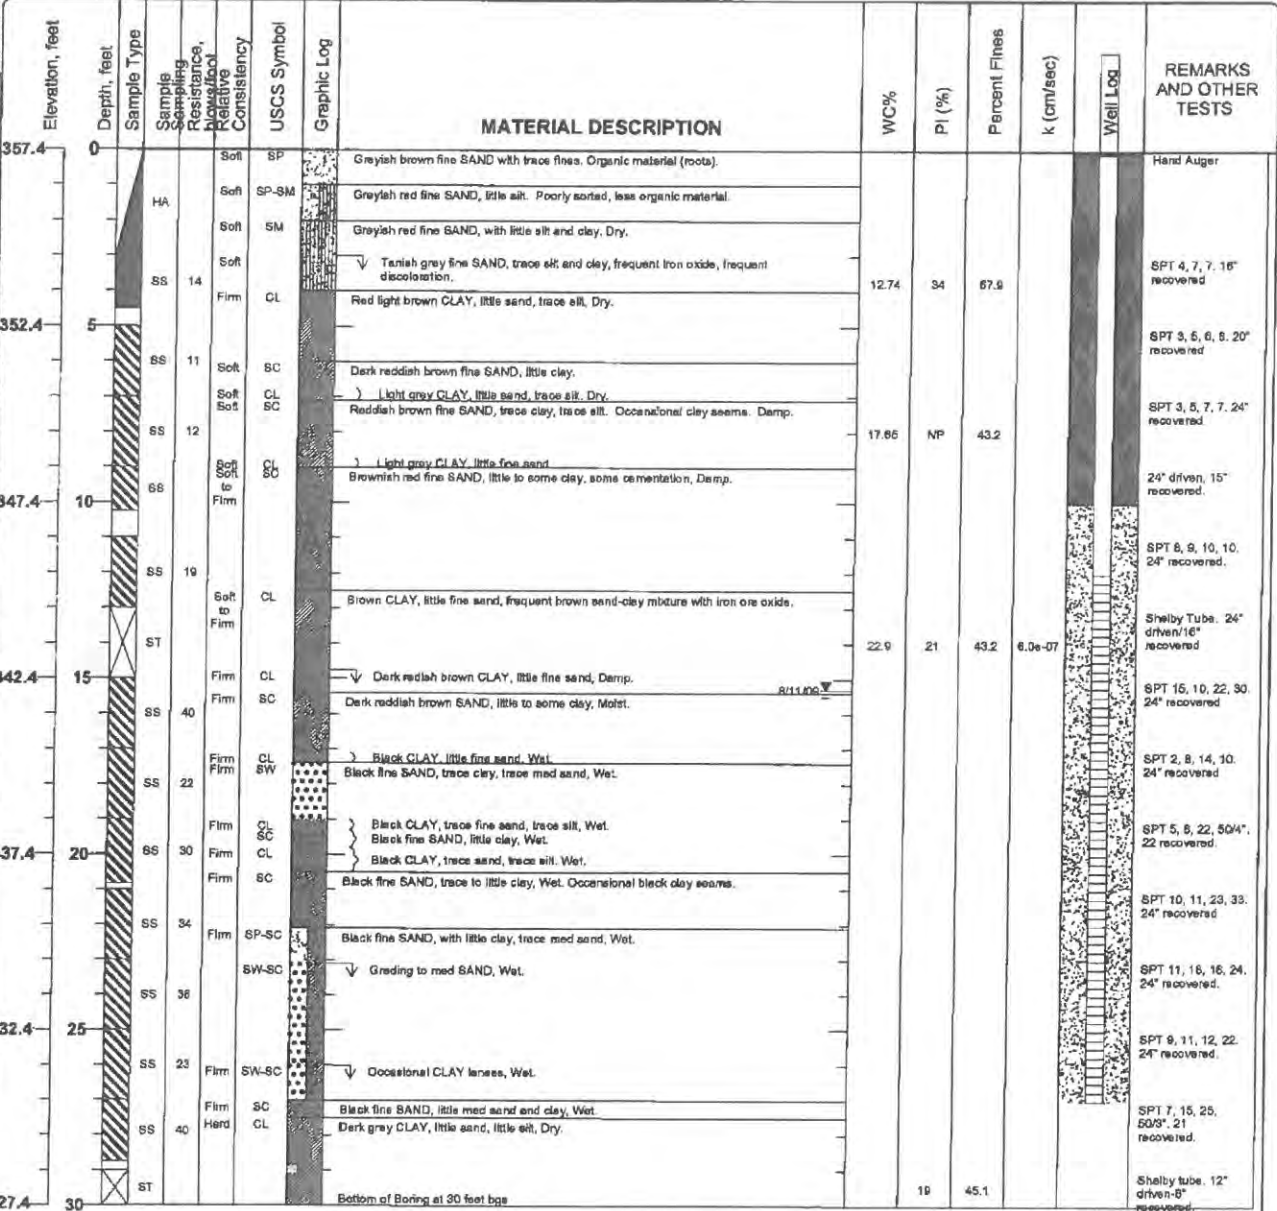 Elevation, feet
Depth, feet
Sample Type
Sample
Sampling
Resistance,
blows/foot
Relative
Consistency
USCS Symbol
Graphic Log
MATERIAL DESCRIPTION
WC%
PI (%)
Percent Fines
k (cm/sec)
Well Log
REMARKS
AND OTHER
TESTS
357.4 0 Soft SP Greyish brown fine SAND with trace fines. Organic material (roots). Hand Auger
HA Soft SP-SM Greyish red fine SAND, little silt. Poorly sorted, less organic material.
Soft SM Greyish red fine SAND, with little silt and clay, Dry.
Soft Tanish grey fine SAND, trace silt and clay, frequent iron oxide, frequent
discoloration.
SS 14 12.74 34 67.9 SPT 4, 7, 7. 16"
recovered
Firm CL Red light brown CLAY, little sand, trace silt, Dry.
352.4 5 SPT 3, 5, 6, 8. 20"
recovered
SS 11 Soft SC Dark reddish brown fine SAND, little clay.
Soft CL Light grey CLAY, little sand, trace silt. Dry.
Soft SC Reddish brown fine SAND, trace clay, trace silt. Occansional clay seams. Damp.
SPT 3, 5, 7, 7. 24"
recovered
SS 12 17.65 NP 43.2
Soft CL Light grey CLAY, little fine sand
Soft SC Brownish red fine SAND, little to some clay, some cementation, Damp.
to
Firm
SS 24" driven, 15"
recovered.
347.4 10
SS 19 SPT 8, 9, 10, 10.
24" recovered.
Soft CL Brown CLAY, little fine sand, frequent brown sand-clay mixture with iron ore oxide.
to
Firm
ST 22.9 21 43.2 6.0e-07 Shelby Tube. 24"
driven/16"
recovered
342.4 15 Firm CL Dark redish brown CLAY, little fine sand, Damp.
8/11/09
Firm SC Dark reddish brown SAND, little to some clay, Moist.
SS 40 SPT 15, 10, 22, 30.
24" recovered
Firm CL Black CLAY, little fine sand, Wet.
Firm SW Black fine SAND, trace clay, trace med sand, Wet.
SS 22 SPT 2, 8, 14, 10.
24" recovered
Firm CL Black CLAY, trace fine sand, trace silt, Wet.
SC Black fine SAND, little clay, Wet.
37.4 20 SS 30 Firm CL Black CLAY, trace sand, trace silt. Wet.
SPT 5, 8, 22, 50/4".
22 recovered.
Firm SC Black fine SAND, trace to little clay, Wet. Occansional black clay seams.
SS 34 SPT 10, 11, 23, 33.
24" recovered
Firm SP-SC Black fine SAND, with little clay, trace med sand, Wet.
SW-SC Grading to med SAND, Wet.
SS 38 SPT 11, 18, 16, 24.
24" recovered.
32.4 25
SS 23 SPT 9, 11, 12, 22.
24" recovered.
Firm SW-SC Occasional CLAY lenses, Wet.
Firm SC Black fine SAND, little med sand and clay, Wet
Hard CL Dark grey CLAY, little sand, little silt, Dry.
SS 40 SPT 7, 15, 25,
50/3". 21
recovered.
ST 19 45.1 Shelby tube. 12"
driven-8"
recovered.
27.4 30 Bottom of Boring at 30 feet bgs